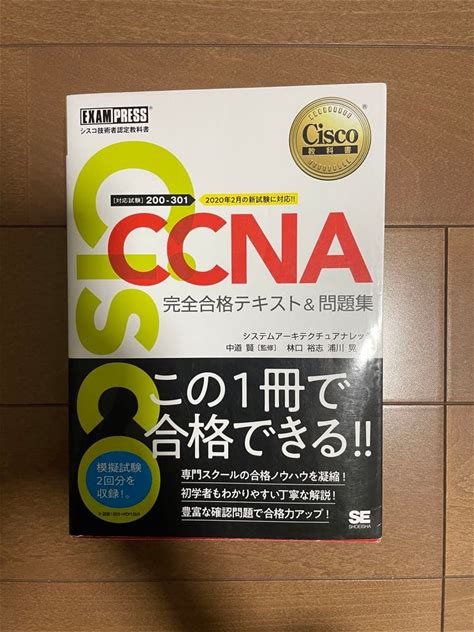 EXAMPRESS®
シスコ技術者認定教科書
Cisco
教科書
®
[対応試験] 200-301
2020年2月の新試験に対応!!
Cisco
CCNA
完全合格テキスト&問題集
システムアーキテクチュアナレッ
中道 賢[監修] 林口 裕志 浦川 晃
この1冊で
合格できる!!
模擬試験
2回分を
収録!。
専門スクールの合格ノウハウを凝縮!
初学者もわかりやすい丁寧な解説!
豊富な確認問題で合格力アップ!
SE
SHOEISHA